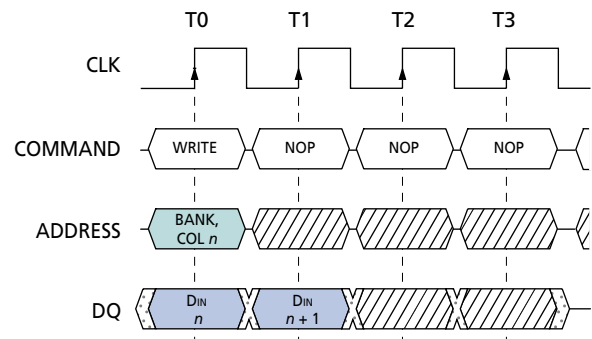 T0 T1 T2 T3
CLK
COMMAND WRITE NOP NOP NOP
ADDRESS BANK,
COL n
DQ DIN DIN
n n + 1